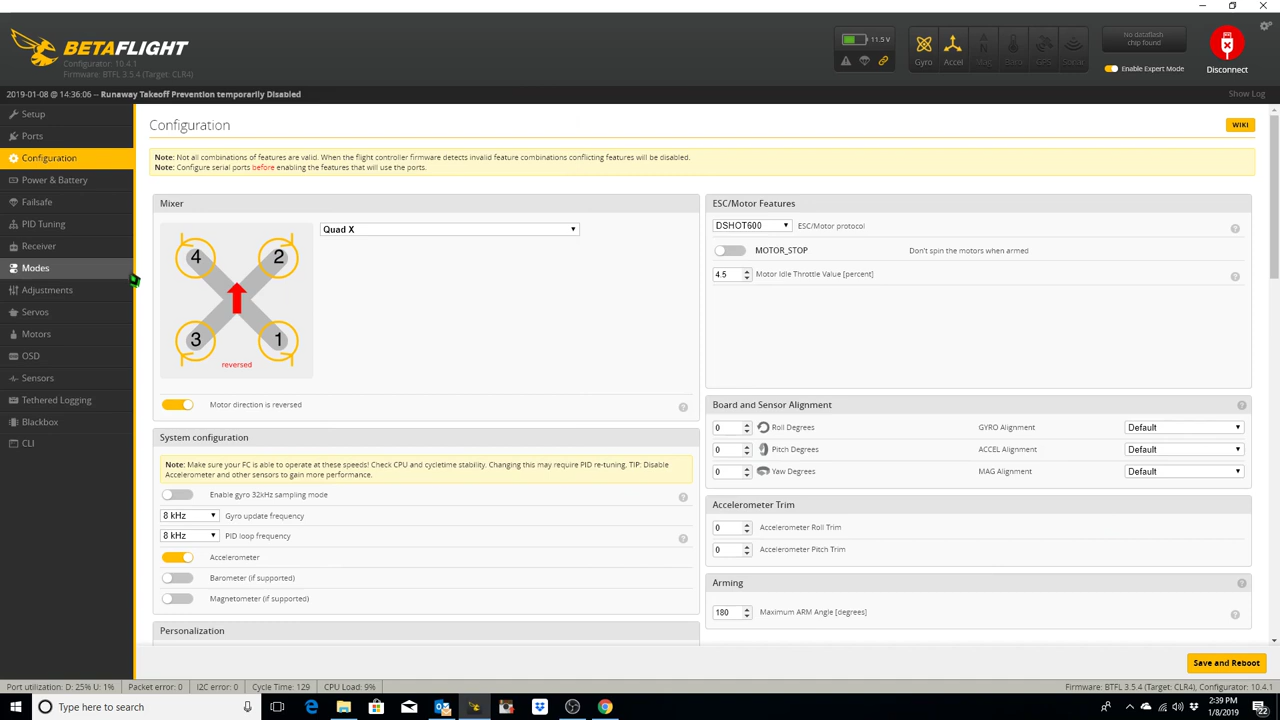 BETAFLIGHT
Configurator: 10.4.1
Firmware: BTFL 3.5.4 (Target: CLR4)
11.5 V
Gyro
Accel
Mag
Baro
GPS
Sonar
No dataflash
chip found
Enable Expert Mode
Disconnect
2019-01-08 @ 14:36:06 -- Runaway Takeoff Prevention temporarily Disabled
Show Log
Setup
Ports
Configuration
Power & Battery
Failsafe
PID Tuning
Receiver
Modes
Adjustments
Servos
Motors
OSD
Sensors
Tethered Logging
Blackbox
CLI
Configuration
WIKI
Note: Not all combinations of features are valid. When the flight controller firmware detects invalid feature combinations conflicting features will be disabled.
Note: Configure serial ports before enabling the features that will use the ports.
Mixer
Quad X
4
2
3
1
reversed
Motor direction is reversed
System configuration
Note: Make sure your FC is able to operate at these speeds! Check CPU and cycletime stability. Changing this may require PID re-tuning. TIP: Disable
Accelerometer and other sensors to gain more performance.
Enable gyro 32kHz sampling mode
8 kHz Gyro update frequency
8 kHz PID loop frequency
Accelerometer
Barometer (if supported)
Magnetometer (if supported)
Personalization
ESC/Motor Features
DSHOT600 ESC/Motor protocol
MOTOR_STOP Don't spin the motors when armed
4.5 Motor Idle Throttle Value [percent]
Board and Sensor Alignment
0 Roll Degrees GYRO Alignment Default
0 Pitch Degrees ACCEL Alignment Default
0 Yaw Degrees MAG Alignment Default
Accelerometer Trim
0 Accelerometer Roll Trim
0 Accelerometer Pitch Trim
Arming
180 Maximum ARM Angle [degrees]
Save and Reboot
Port utilization: D: 25% U: 1% Packet error: 0 I2C error: 0 Cycle Time: 129 CPU Load: 9% Firmware: BTFL 3.5.4 (Target: CLR4), Configurator: 10.4.1
Type here to search
2:39 PM
1/8/2019
22